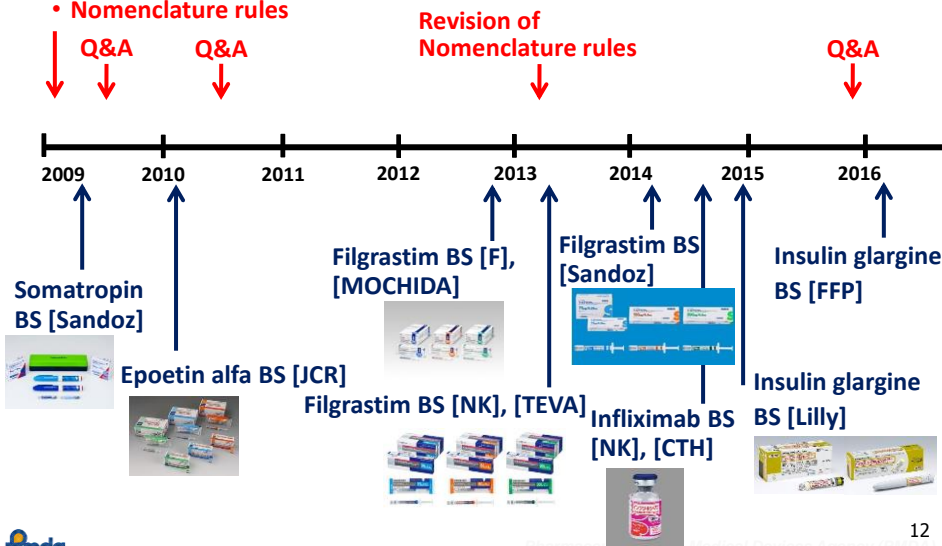 • Nomenclature rules
Q&A
Q&A
Revision of
Nomenclature rules
Q&A
2009
2010
2011
2012
2013
2014
2015
2016
Somatropin
BS [Sandoz]
Epoetin alfa BS [JCR]
Filgrastim BS [F],
[MOCHIDA]
Filgrastim BS [NK], [TEVA]
Filgrastim BS
[Sandoz]
Infliximab BS
[NK], [CTH]
Insulin glargine
BS [Lilly]
Insulin glargine
BS [FFP]
12